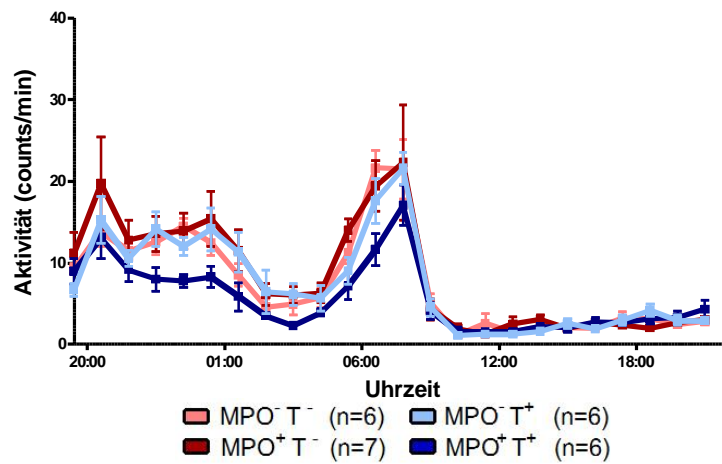 40
30
20
10
0
Aktivität (counts/min)
20:00 01:00 06:00 12:00 18:00
Uhrzeit
MPO⁻ T⁻ (n=6) MPO⁻ T⁺ (n=6)
MPO⁺ T⁻ (n=7) MPO⁺ T⁺ (n=6)